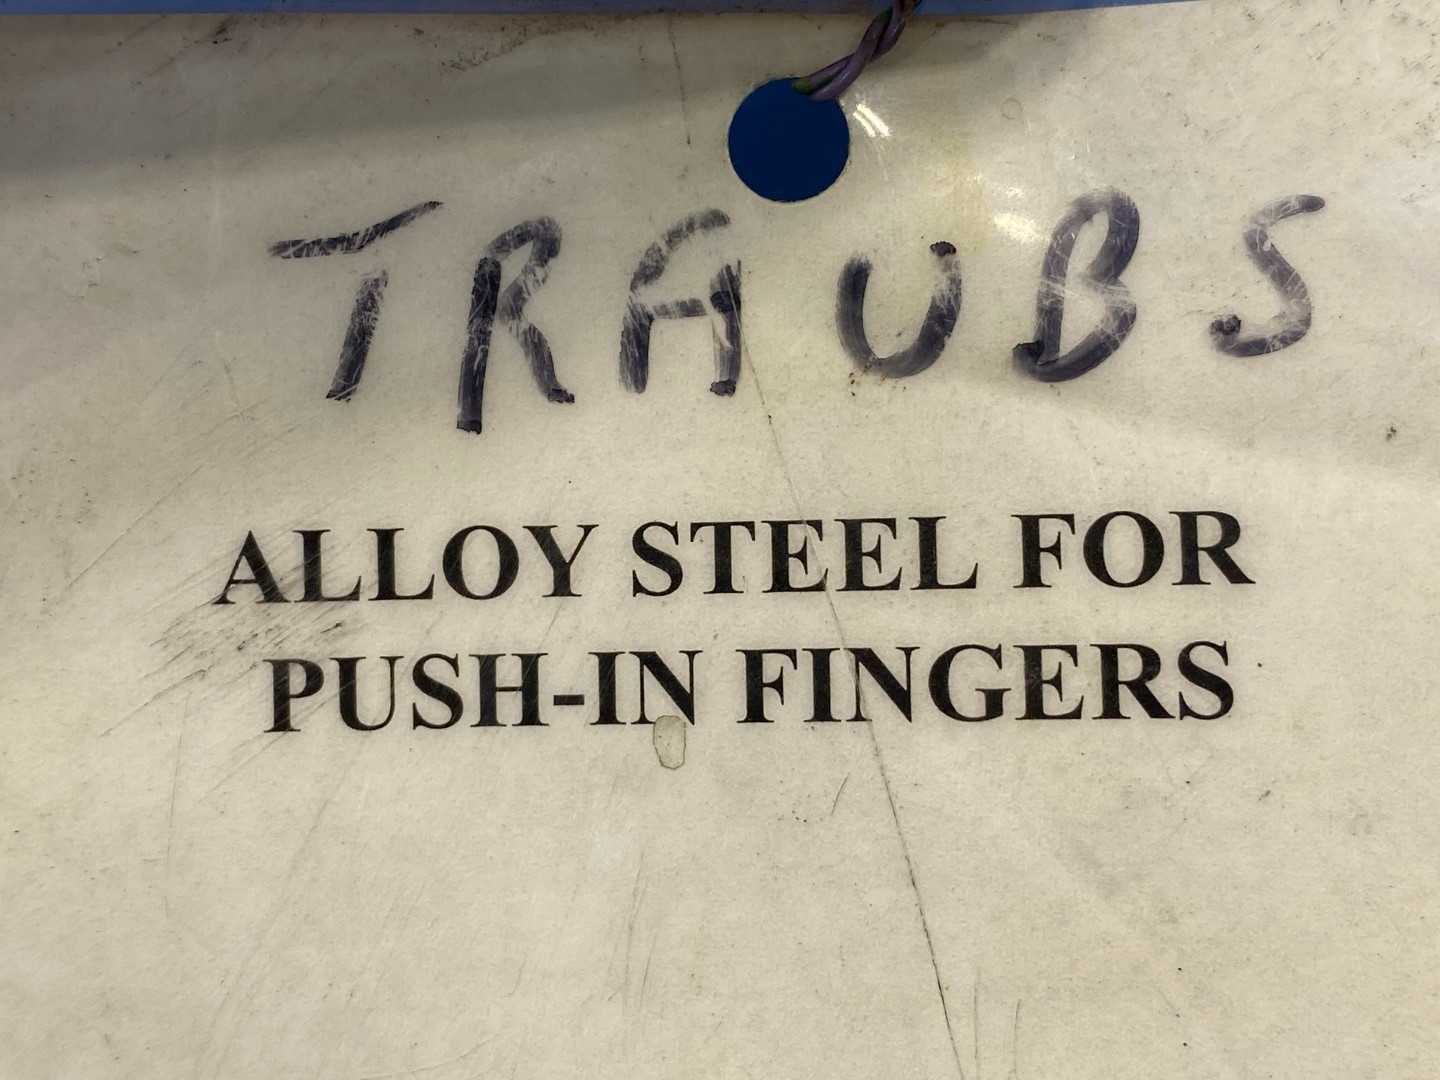 TRAUBS
ALLOY STEEL FOR
PUSH-IN FINGERS